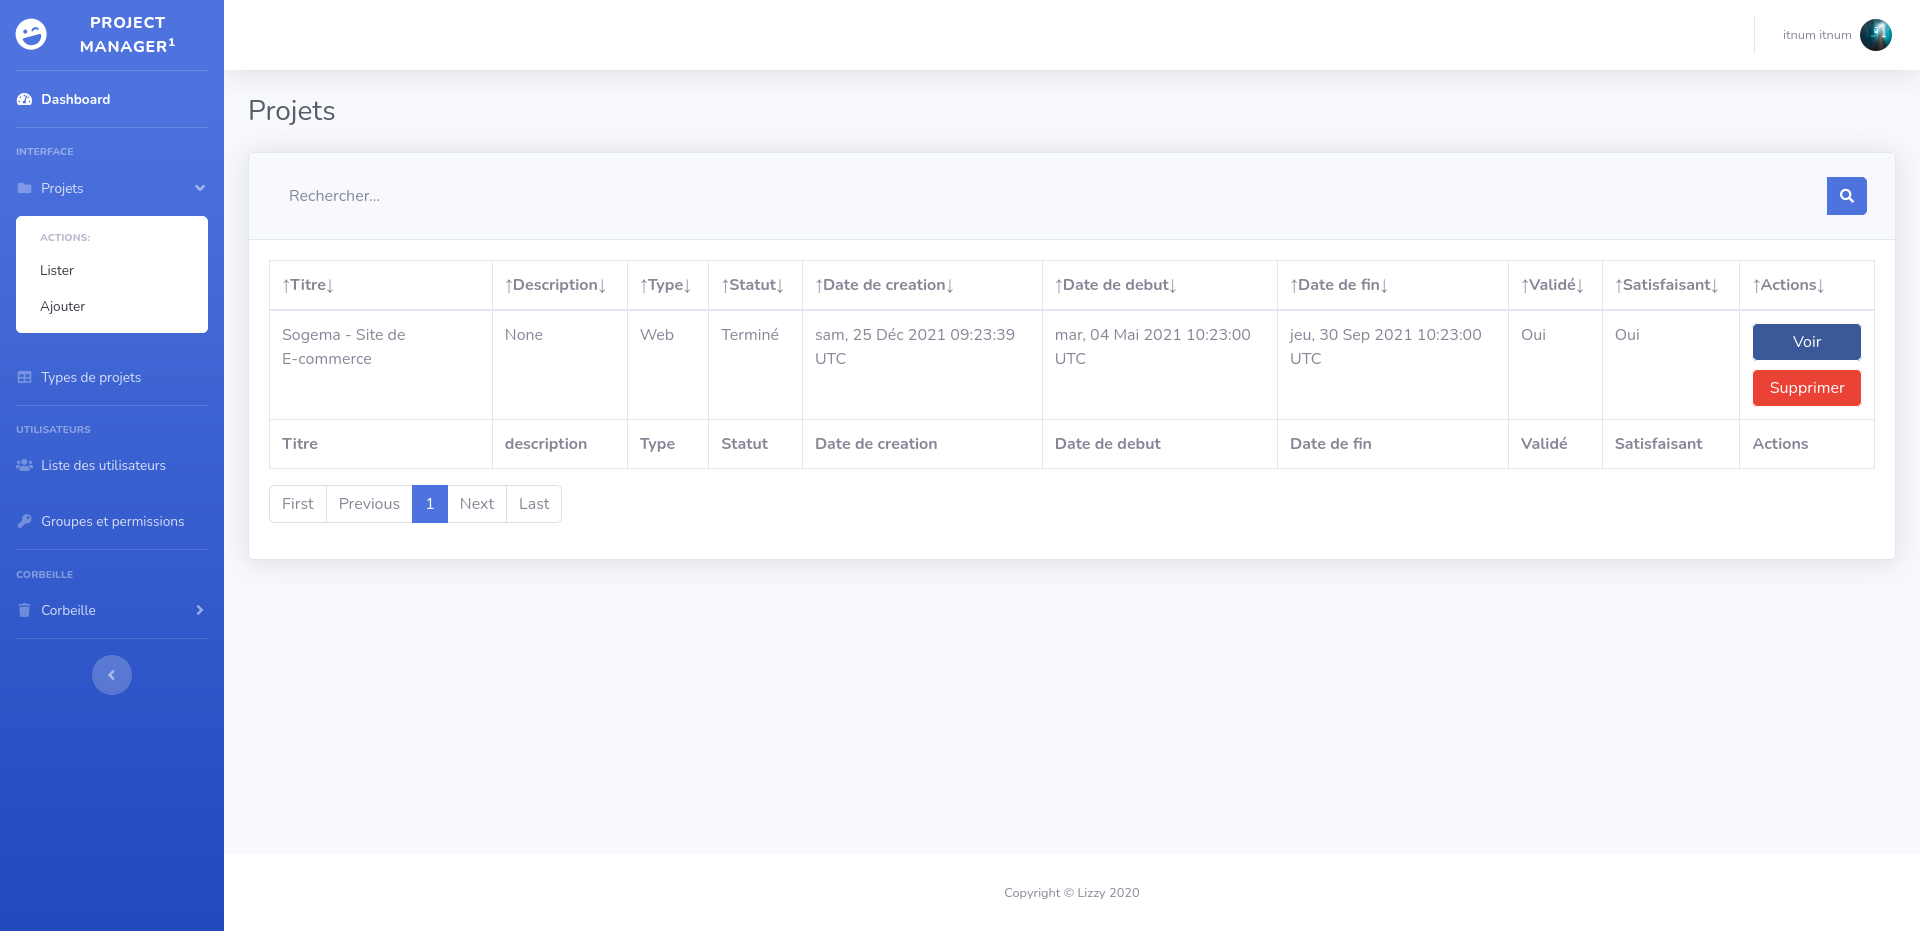 PROJECT
MANAGER1
Dashboard
INTERFACE
Projets
ACTIONS:
Lister
Ajouter
Types de projets
UTILISATEURS
Liste des utilisateurs
Groupes et permissions
CORBEILLE
Corbeille
itnum itnum
Projets
Rechercher...
↑Titre↓ ↑Description↓ ↑Type↓ ↑Statut↓ ↑Date de creation↓ ↑Date de debut↓ ↑Date de fin↓ ↑Validé↓ ↑Satisfaisant↓ ↑Actions↓
Sogema - Site de None Web Terminé sam, 25 Déc 2021 09:23:39 mar, 04 Mai 2021 10:23:00 jeu, 30 Sep 2021 10:23:00 Oui Oui Voir
E-commerce UTC UTC UTC
Supprimer
Titre description Type Statut Date de creation Date de debut Date de fin Validé Satisfaisant Actions
First Previous 1 Next Last
Copyright © Lizzy 2020